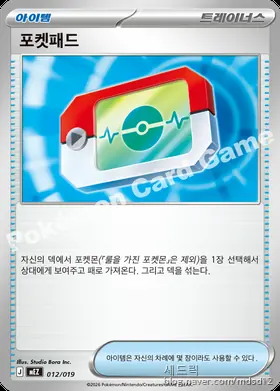 아이템
트레이너스
포켓패드
Pokémon Card Game
자신의 덱에서 포켓몬(「룰을 가진 포켓몬」은 제외)을 1장 선택해서
상대에게 보여주고 패로 가져온다. 그리고 덱을 섞는다.
Illus. Studio Bora Inc.
J
012/019
©2026 Pokémon/Nintendo/Creatures/GAME FREAK
아이템은 자신의 차례에 몇 장이라도 사용할 수 있다.
세드릭